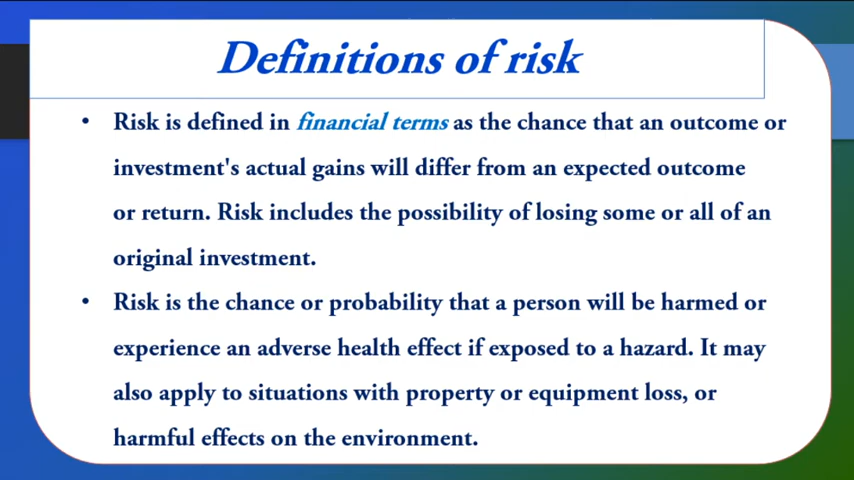 Definitions of risk
• Risk is defined in financial terms as the chance that an outcome or
investment's actual gains will differ from an expected outcome
or return. Risk includes the possibility of losing some or all of an
original investment.
• Risk is the chance or probability that a person will be harmed or
experience an adverse health effect if exposed to a hazard. It may
also apply to situations with property or equipment loss, or
harmful effects on the environment.